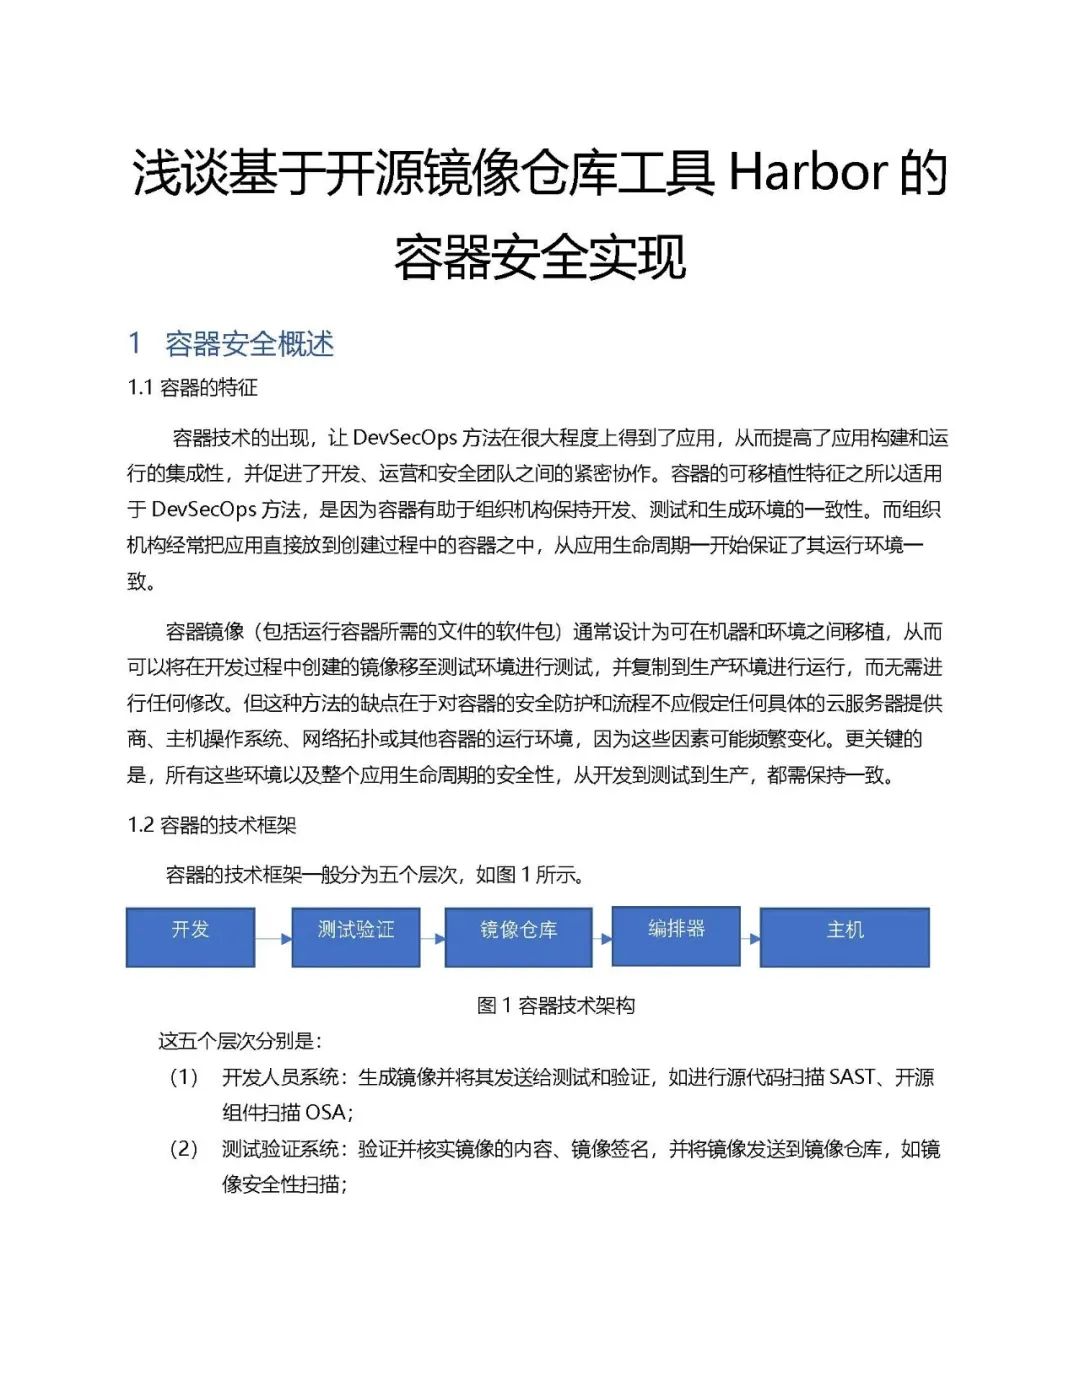 浅谈基于开源镜像仓库工具 Harbor 的
容器安全实现
1 容器安全概述
1.1 容器的特征
容器技术的出现，让 DevSecOps 方法在很大程度上得到了应用，从而提高了应用构建和运
行的集成性，并促进了开发、运营和安全团队之间的紧密协作。容器的可移植性特征之所以适用
于 DevSecOps 方法，是因为容器有助于组织机构保持开发、测试和生成环境的一致性。而组织
机构经常把应用直接放到创建过程中的容器之中，从应用生命周期一开始保证了其运行环境一
致。
容器镜像（包括运行容器所需的文件的软件包）通常设计为可在机器和环境之间移植，从而
可以将在开发过程中创建的镜像移至测试环境进行测试，并复制到生产环境进行运行，而无需进
行任何修改。但这种方法的缺点在于对容器的安全防护和流程不应假定任何具体的云服务器提供
商、主机操作系统、网络拓扑或其他容器的运行环境，因为这些因素可能频繁变化。更关键的
是，所有这些环境以及整个应用生命周期的安全性，从开发到测试到生产，都需保持一致。
1.2 容器的技术框架
容器的技术框架一般分为五个层次，如图 1 所示。
开发 测试验证 镜像仓库 编排器 主机
图 1 容器技术架构
这五个层次分别是：
（1） 开发人员系统：生成镜像并将其发送给测试和验证，如进行源代码扫描 SAST、开源
组件扫描 OSA；
（2） 测试验证系统：验证并核实镜像的内容、镜像签名，并将镜像发送到镜像仓库，如镜
像安全性扫描；